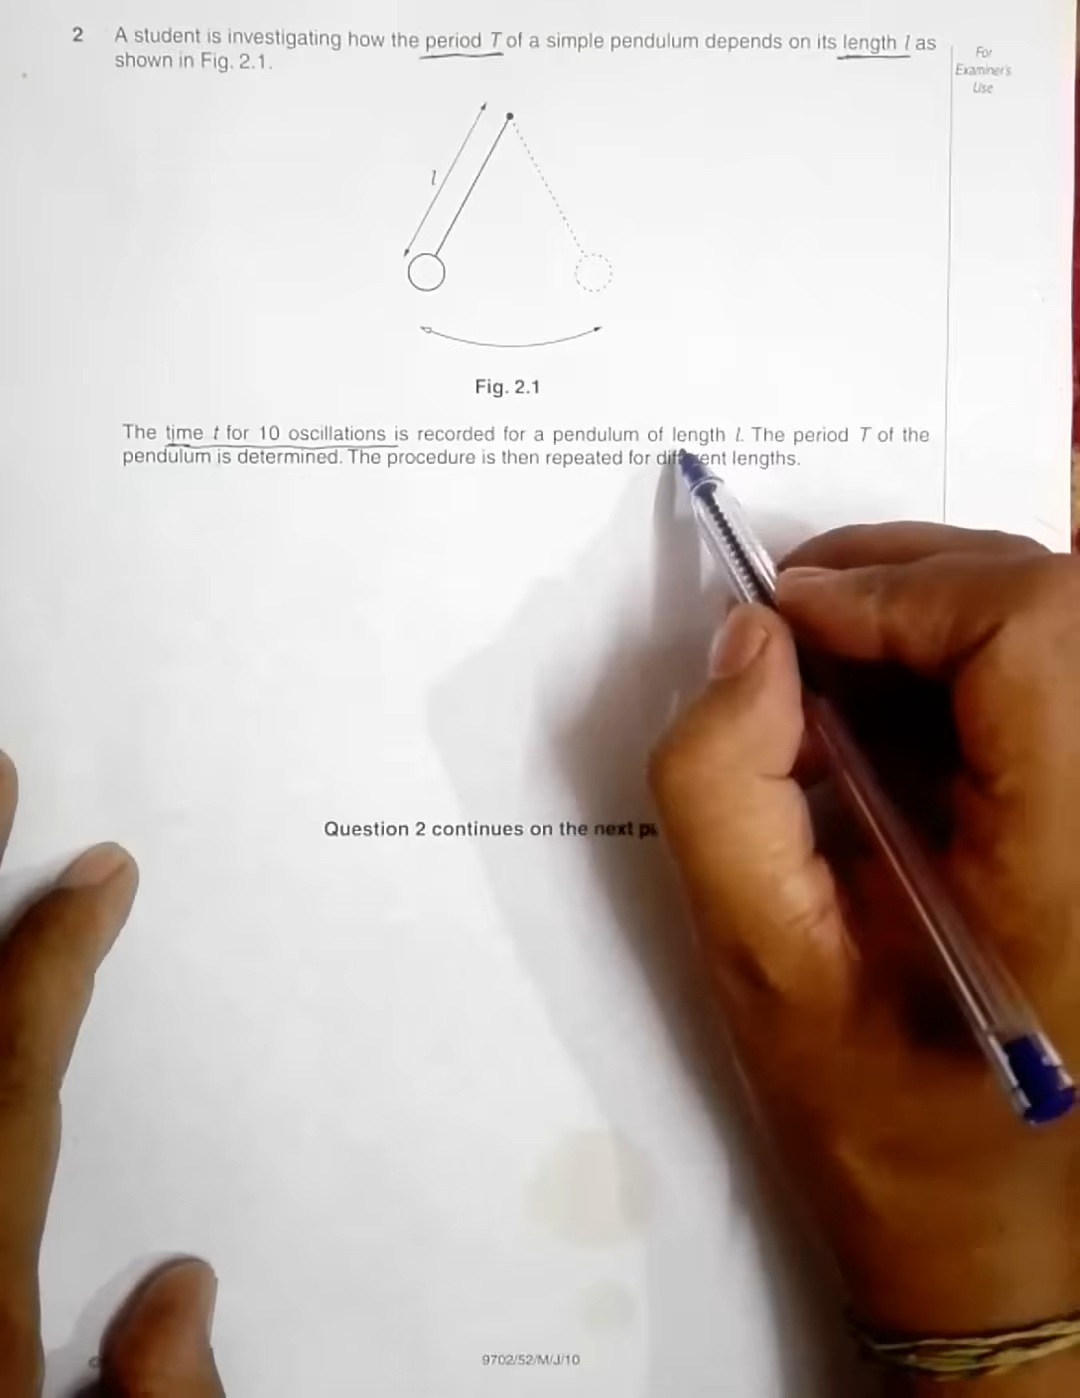 2 A student is investigating how the period T of a simple pendulum depends on its length l as
shown in Fig. 2.1.
For
Examiner's
Use
l
Fig. 2.1
The time t for 10 oscillations is recorded for a pendulum of length l. The period T of the
pendulum is determined. The procedure is then repeated for different lengths.
Question 2 continues on the next
9702/52/M/J/10